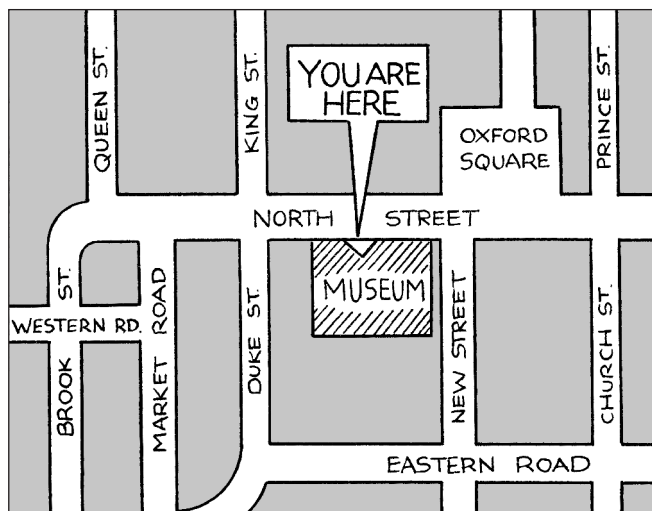 QUEEN ST.
KING ST.
YOU ARE
HERE
OXFORD
SQUARE
PRINCE ST.
NORTH STREET
BROOK ST.
WESTERN RD.
MARKET ROAD
DUKE ST.
MUSEUM
NEW STREET
CHURCH ST.
EASTERN ROAD